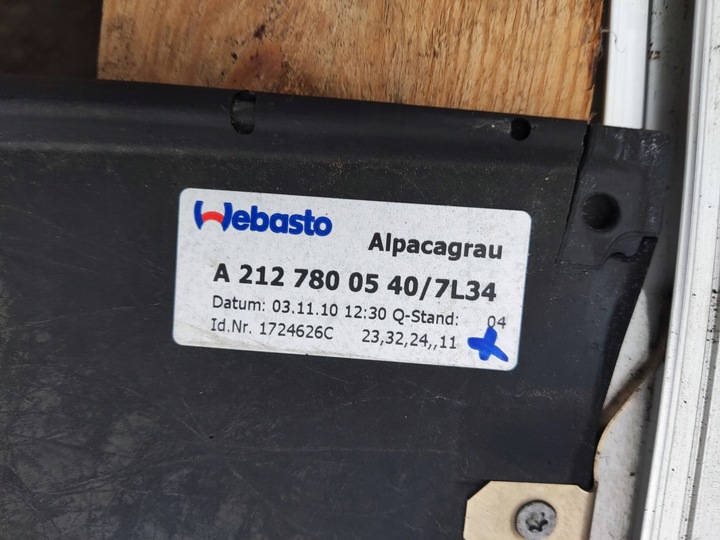 Webasto
Alpacagrau
A 212 780 05 40/7L34
Datum: 03.11.10 12:30 Q-Stand: 04
Id.Nr. 1724626C 23,32,24,,11